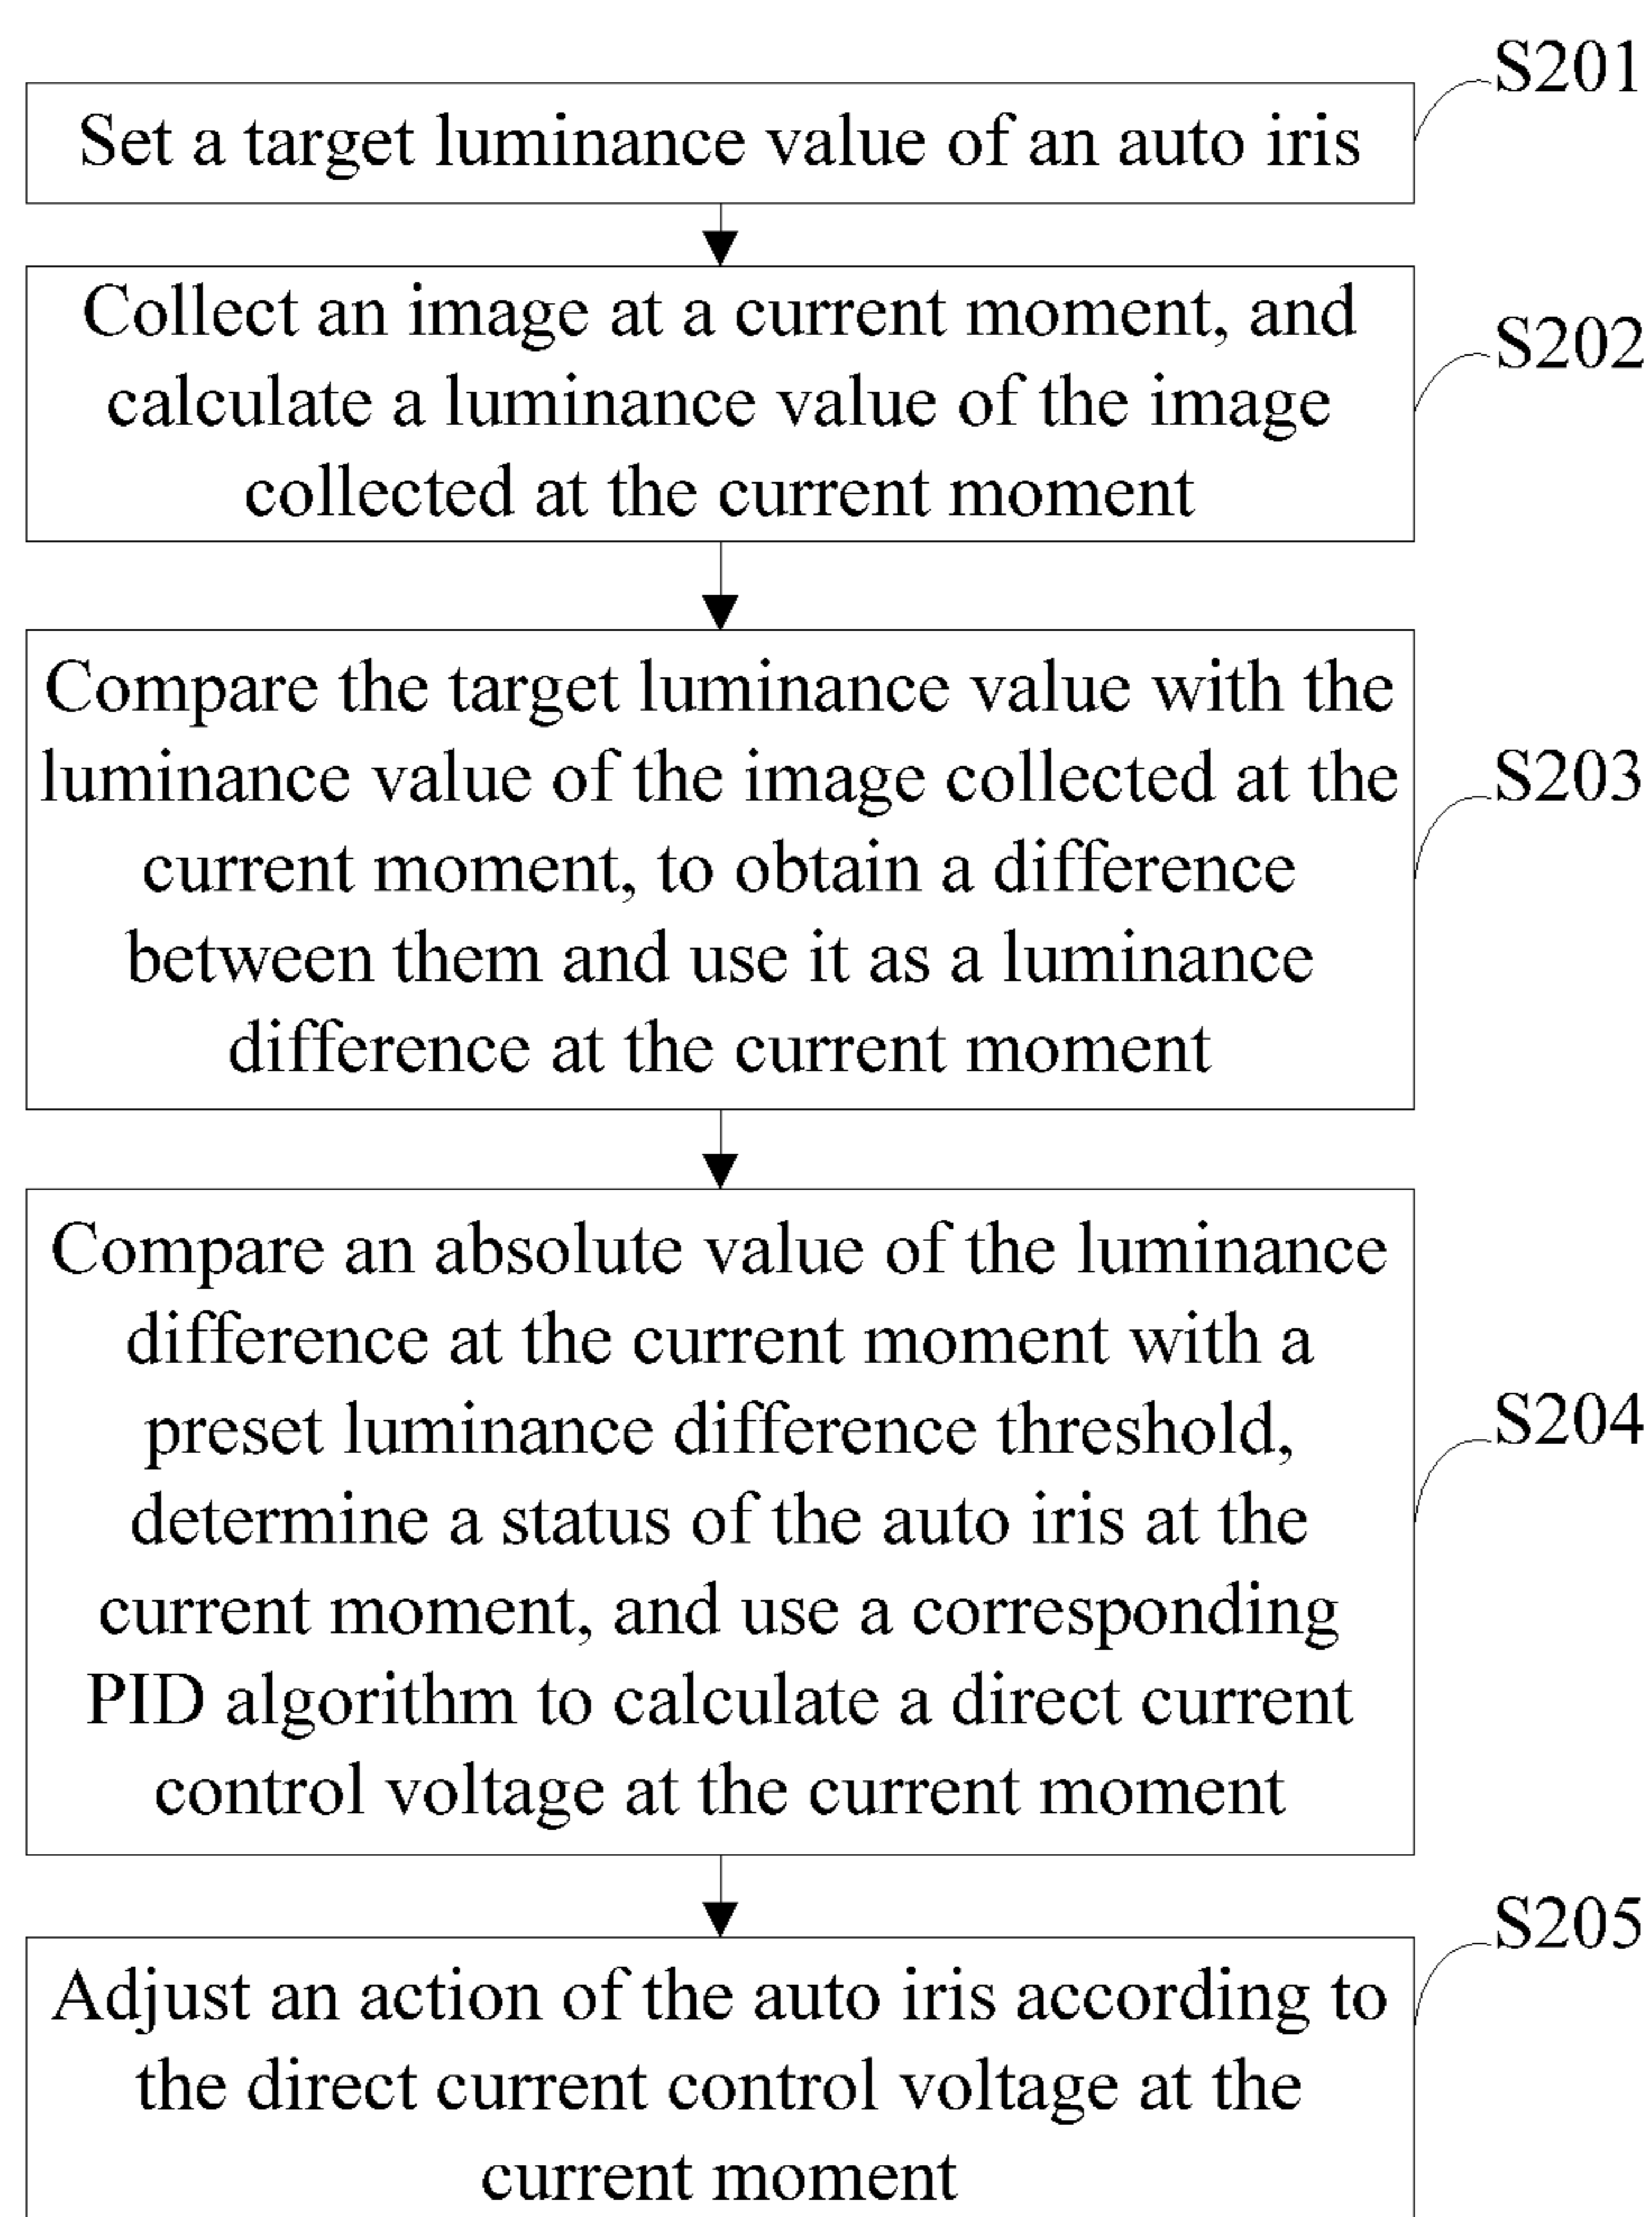 S201
Set a target luminance value of an auto iris
Collect an image at a current moment, and
calculate a luminance value of the image
collected at the current moment
S202
Compare the target luminance value with the
luminance value of the image collected at the
current moment, to obtain a difference
between them and use it as a luminance
difference at the current moment
S203
Compare an absolute value of the luminance
difference at the current moment with a
preset luminance difference threshold,
determine a status of the auto iris at the
current moment, and use a corresponding
PID algorithm to calculate a direct current
control voltage at the current moment
S204
S205
Adjust an action of the auto iris according to
the direct current control voltage at the
current moment